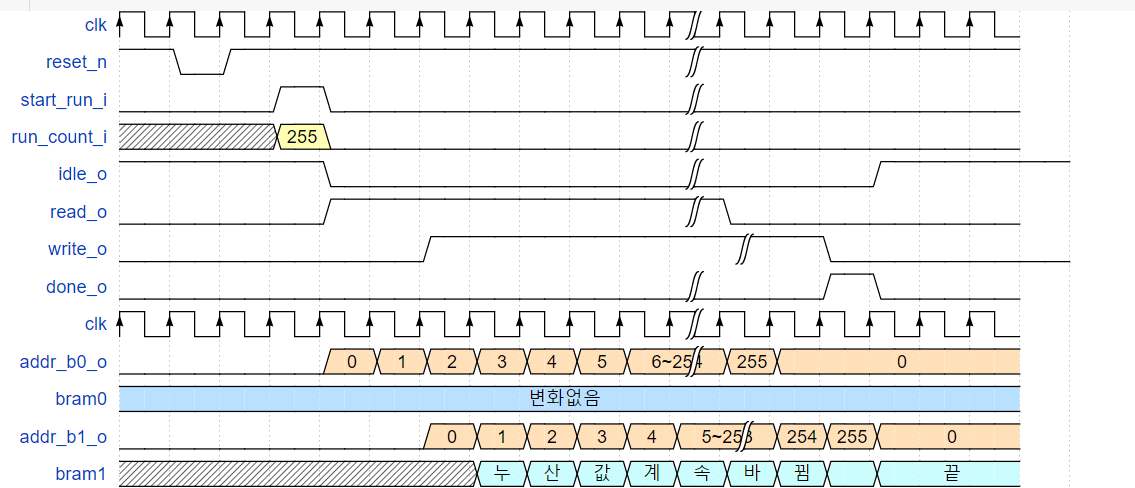 clk
reset_n
start_run_i
run_count_i 255
idle_o
read_o
write_o
done_o
clk
addr_b0_o 0 1 2 3 4 5 6~254 255 0
bram0 변화없음
addr_b1_o 0 1 2 3 4 5~253 254 255 0
bram1 누 산 값 계 속 바 뀜 끝